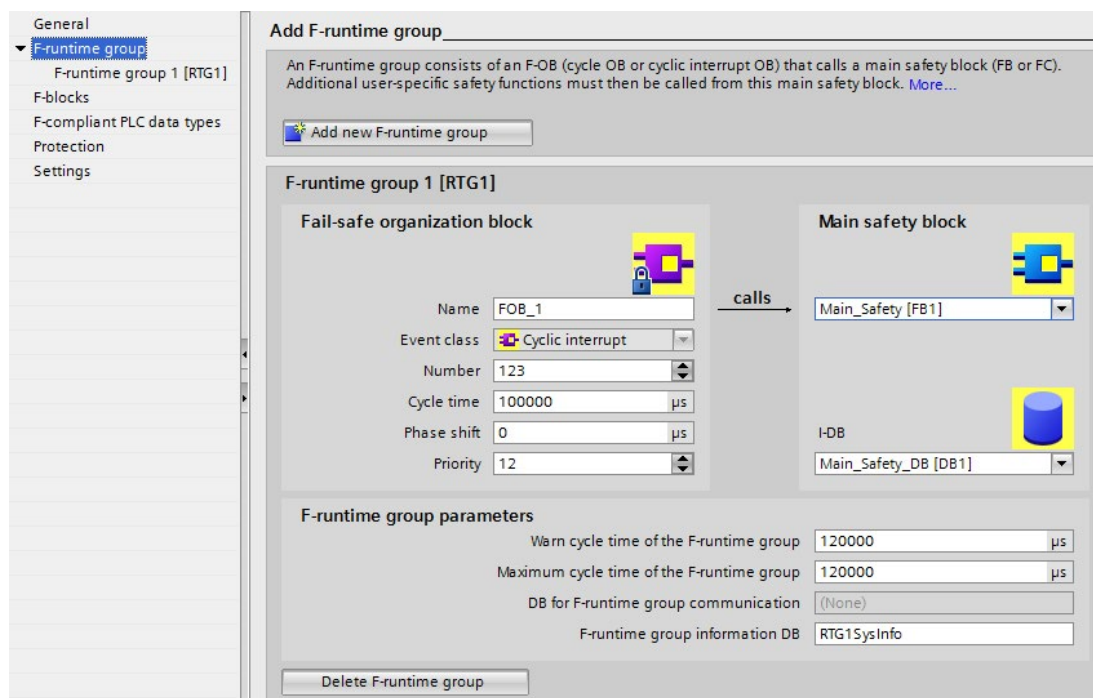 General
F-runtime group
F-runtime group 1 [RTG1]
F-blocks
F-compliant PLC data types
Protection
Settings
Add F-runtime group
An F-runtime group consists of an F-OB (cycle OB or cyclic interrupt OB) that calls a main safety block (FB or FC).
Additional user-specific safety functions must then be called from this main safety block. More...
Add new F-runtime group
F-runtime group 1 [RTG1]
Fail-safe organization block
Name FOB_1
Event class Cyclic interrupt
Number 123
Cycle time 100000 µs
Phase shift 0 µs
Priority 12
calls
Main safety block
Main_Safety [FB1]
I-DB
Main_Safety_DB [DB1]
F-runtime group parameters
Warn cycle time of the F-runtime group 120000 µs
Maximum cycle time of the F-runtime group 120000 µs
DB for F-runtime group communication (None)
F-runtime group information DB RTG1SysInfo
Delete F-runtime group